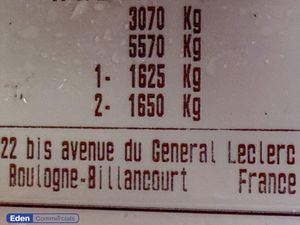 3070 Kg
5570 Kg
1- 1625 Kg
2- 1650 Kg
22 bis avenue du General Leclerc
Boulogne-Billancourt France
Eden Commercials